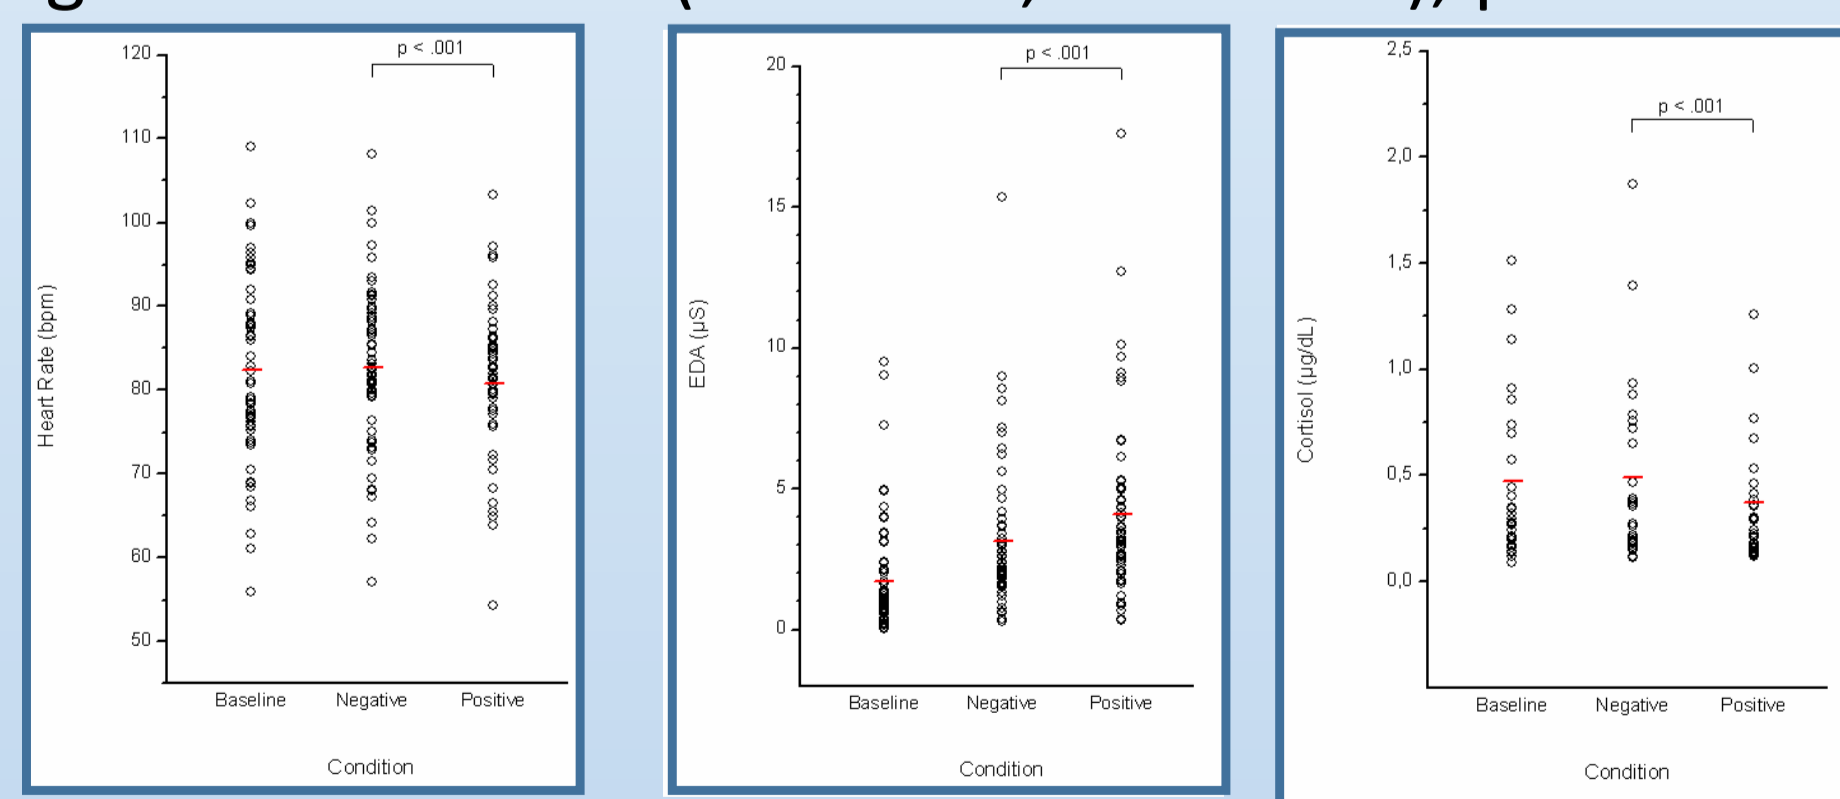 p < .001
120
110
100
90
80
70
60
50
Heart Rate (bpm)
Baseline Negative Positive
Condition
p < .001
20
15
10
5
0
EDA (µS)
Baseline Negative Positive
Condition
p < .001
2,5
2,0
1,5
1,0
0,5
0,0
Cortisol (µg/dL)
Baseline Negative Positive
Condition